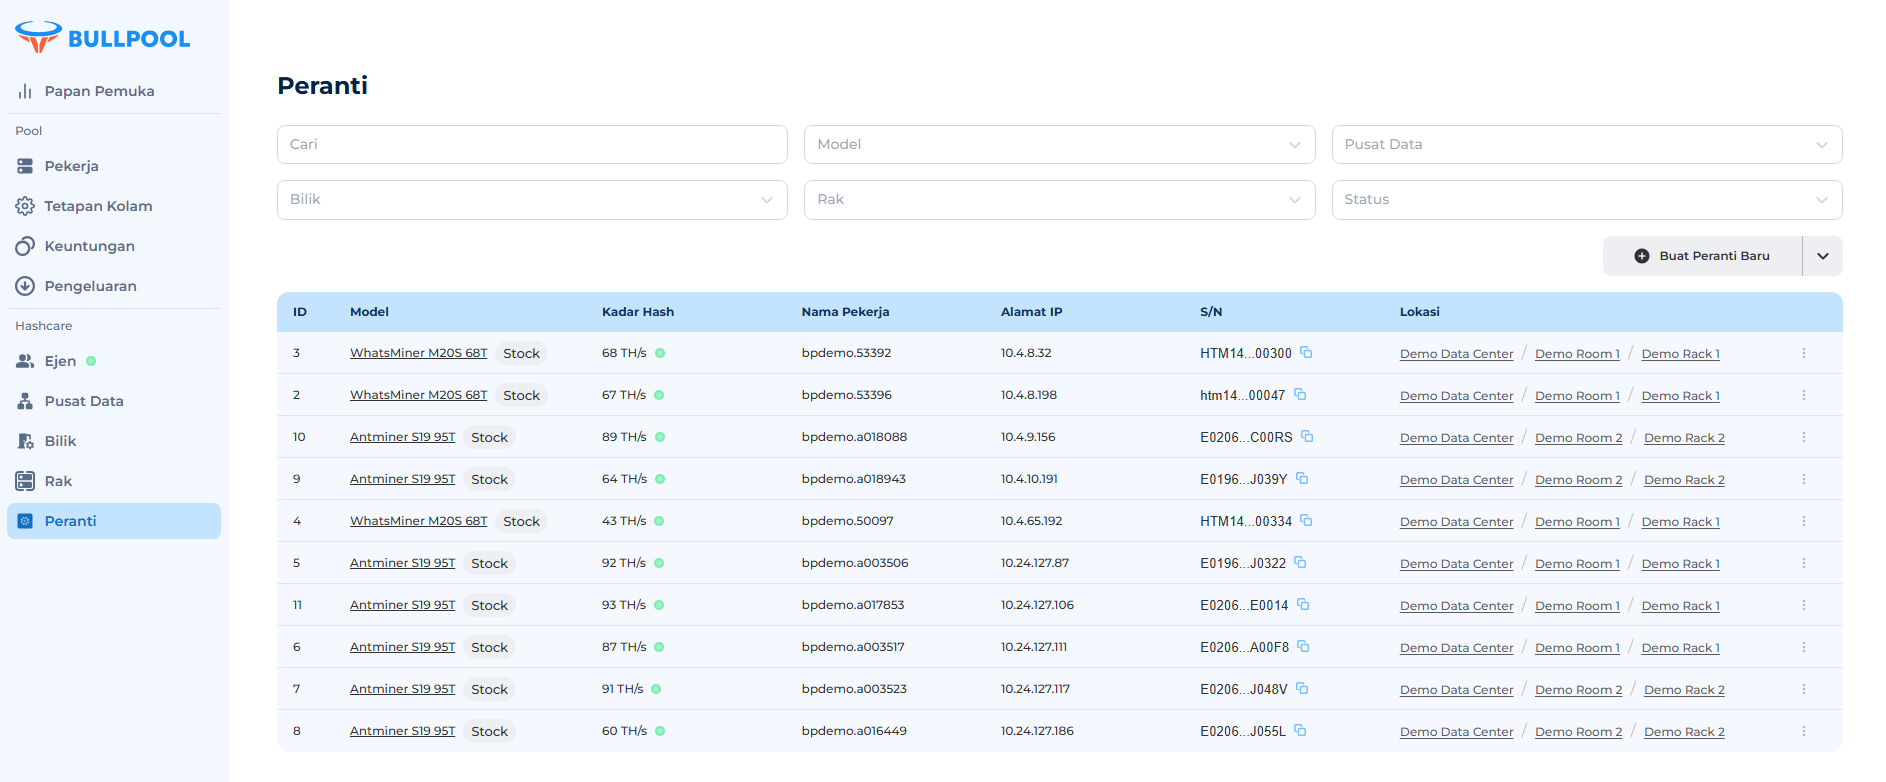 BULLPOOL
Papan Pemuka
Pool
Pekerja
Tetapan Kolam
Keuntungan
Pengeluaran
Hashcare
Ejen
Pusat Data
Bilik
Rak
Peranti
Peranti
Cari Model Pusat Data
Bilik Rak Status
Buat Peranti Baru
ID Model Kadar Hash Nama Pekerja Alamat IP S/N Lokasi
3 WhatsMiner M20S 68T Stock 68 TH/s bpdemo.53392 10.4.8.32 HTM14...00300 Demo Data Center / Demo Room 1 / Demo Rack 1
2 WhatsMiner M20S 68T Stock 67 TH/s bpdemo.53396 10.4.8.198 htm14...00047 Demo Data Center / Demo Room 1 / Demo Rack 1
10 Antminer S19 95T Stock 89 TH/s bpdemo.a018088 10.4.9.156 E0206...C00RS Demo Data Center / Demo Room 2 / Demo Rack 2
9 Antminer S19 95T Stock 64 TH/s bpdemo.a018943 10.4.10.191 E0196...J039Y Demo Data Center / Demo Room 2 / Demo Rack 2
4 WhatsMiner M20S 68T Stock 43 TH/s bpdemo.50097 10.4.65.192 HTM14...00334 Demo Data Center / Demo Room 1 / Demo Rack 1
5 Antminer S19 95T Stock 92 TH/s bpdemo.a003506 10.24.127.87 E0196...J0322 Demo Data Center / Demo Room 1 / Demo Rack 1
11 Antminer S19 95T Stock 93 TH/s bpdemo.a017853 10.24.127.106 E0206...E0014 Demo Data Center / Demo Room 1 / Demo Rack 1
6 Antminer S19 95T Stock 87 TH/s bpdemo.a003517 10.24.127.111 E0206...A00F8 Demo Data Center / Demo Room 1 / Demo Rack 1
7 Antminer S19 95T Stock 91 TH/s bpdemo.a003523 10.24.127.117 E0206...J048V Demo Data Center / Demo Room 2 / Demo Rack 2
8 Antminer S19 95T Stock 60 TH/s bpdemo.a016449 10.24.127.186 E0206...J055L Demo Data Center / Demo Room 2 / Demo Rack 2